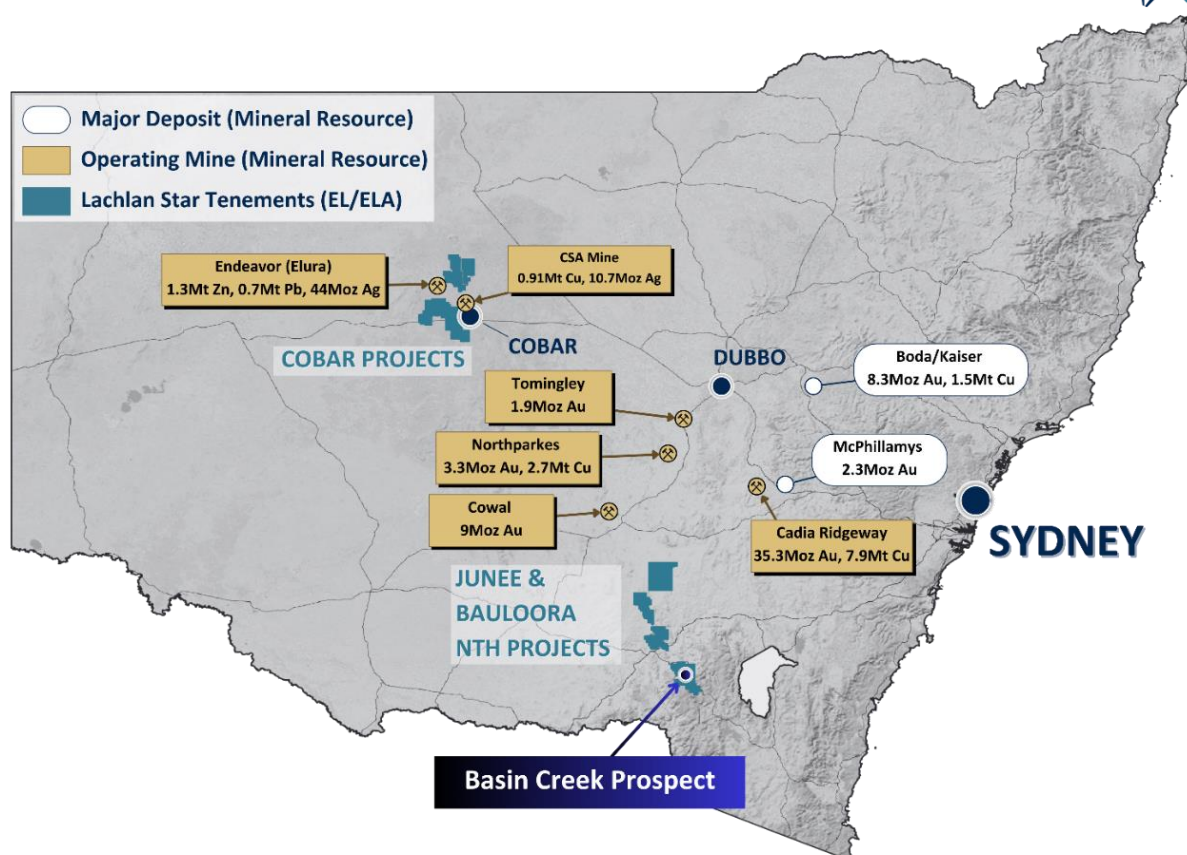 Major Deposit (Mineral Resource)
Operating Mine (Mineral Resource)
Lachlan Star Tenements (EL/ELA)
Endeavor (Elura)
1.3Mt Zn, 0.7Mt Pb, 44Moz Ag
CSA Mine
0.91Mt Cu, 10.7Moz Ag
COBAR PROJECTS
COBAR
DUBBO
Boda/Kaiser
8.3Moz Au, 1.5Mt Cu
Tomingley
1.9Moz Au
Northparkes
3.3Moz Au, 2.7Mt Cu
McPhillamys
2.3Moz Au
Cowal
9Moz Au
Cadia Ridgeway
35.3Moz Au, 7.9Mt Cu
SYDNEY
JUNEE &
BAULOORA
NTH PROJECTS
Basin Creek Prospect